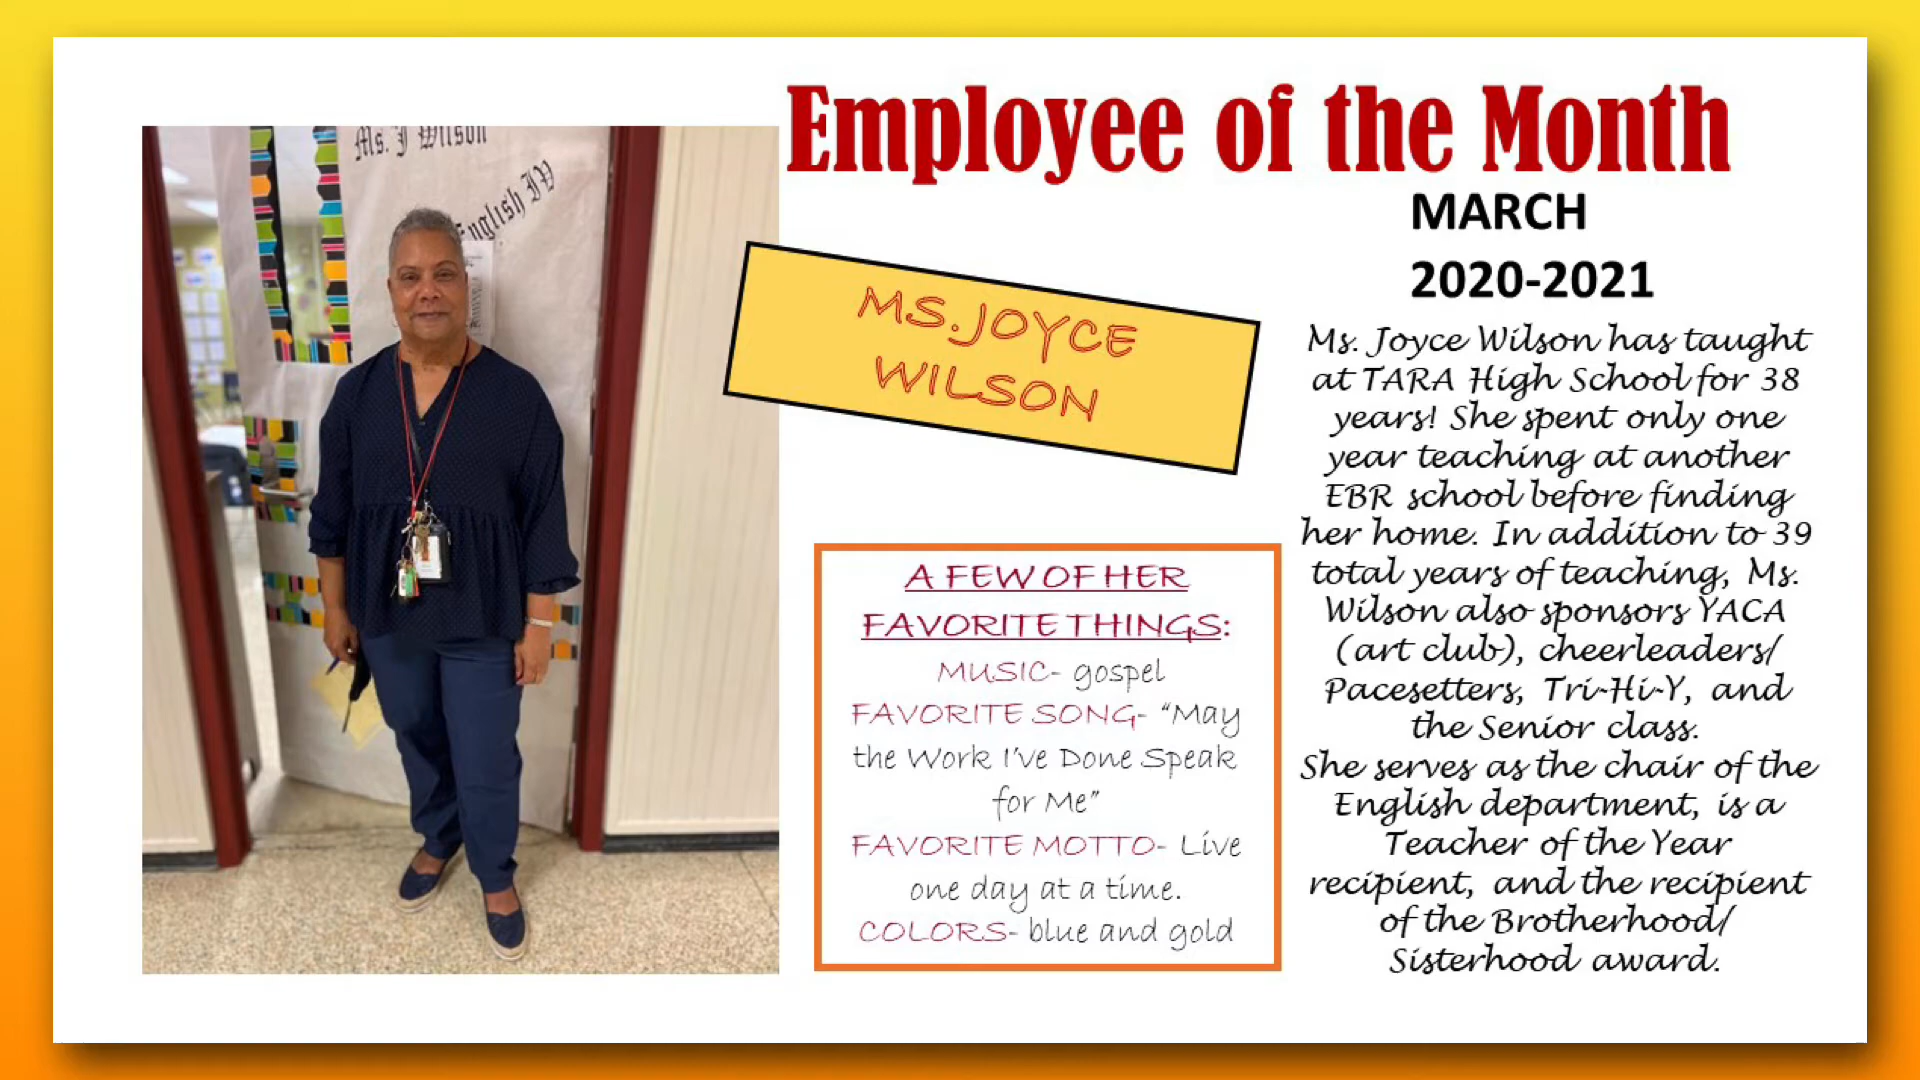 Ms. J Wilson
English IV
Employee of the Month
MARCH
2020-2021
MS. JOYCE
WILSON
A FEW OF HER
FAVORITE THINGS:
MUSIC- gospel
FAVORITE SONG- “May
the Work I’ve Done Speak
for Me”
FAVORITE MOTTO- Live
one day at a time.
COLORS- blue and gold
Ms. Joyce Wilson has taught
at TARA High School for 38
years! She spent only one
year teaching at another
EBR school before finding
her home. In addition to 39
total years of teaching, Ms.
Wilson also sponsors YACA
(art club), cheerleaders/
Pacesetters, Tri-Hi-Y, and
the Senior class.
She serves as the chair of the
English department, is a
Teacher of the Year
recipient, and the recipient
of the Brotherhood/
Sisterhood award.